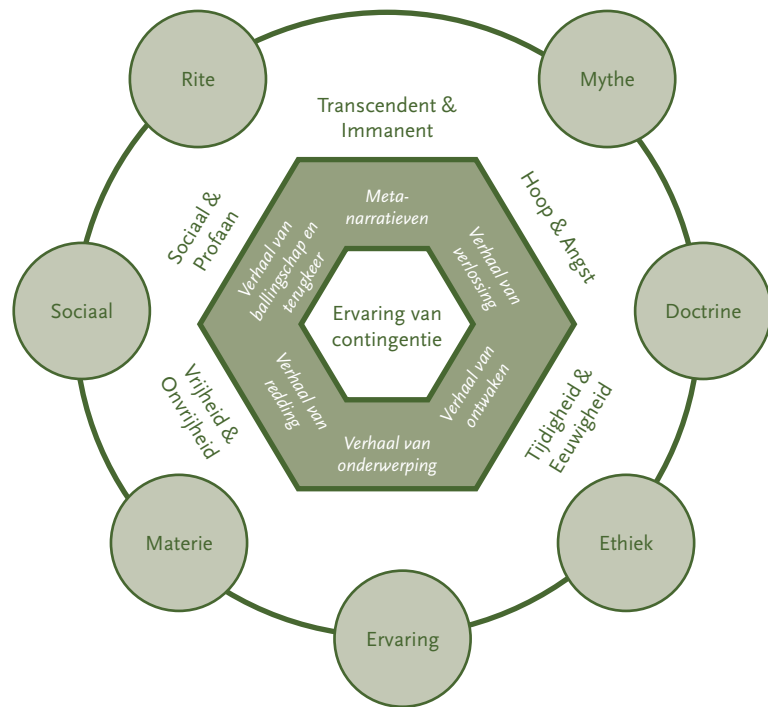 Rite
Mythe
Transcendent &
Immanent
Hoop & Angst
Sociaal &
Profaan
Meta-
narratieven
Verhaal van
verlossing
Verhaal van
ballingschap en
terugkeer
Sociaal
Ervaring van
contingentie
Doctrine
Vrijheid &
Onvrijheid
Verhaal van
redding
Verhaal van
ontwaken
Tijdigheid &
Eeuwigheid
Verhaal van
onderwerping
Materie
Ethiek
Ervaring